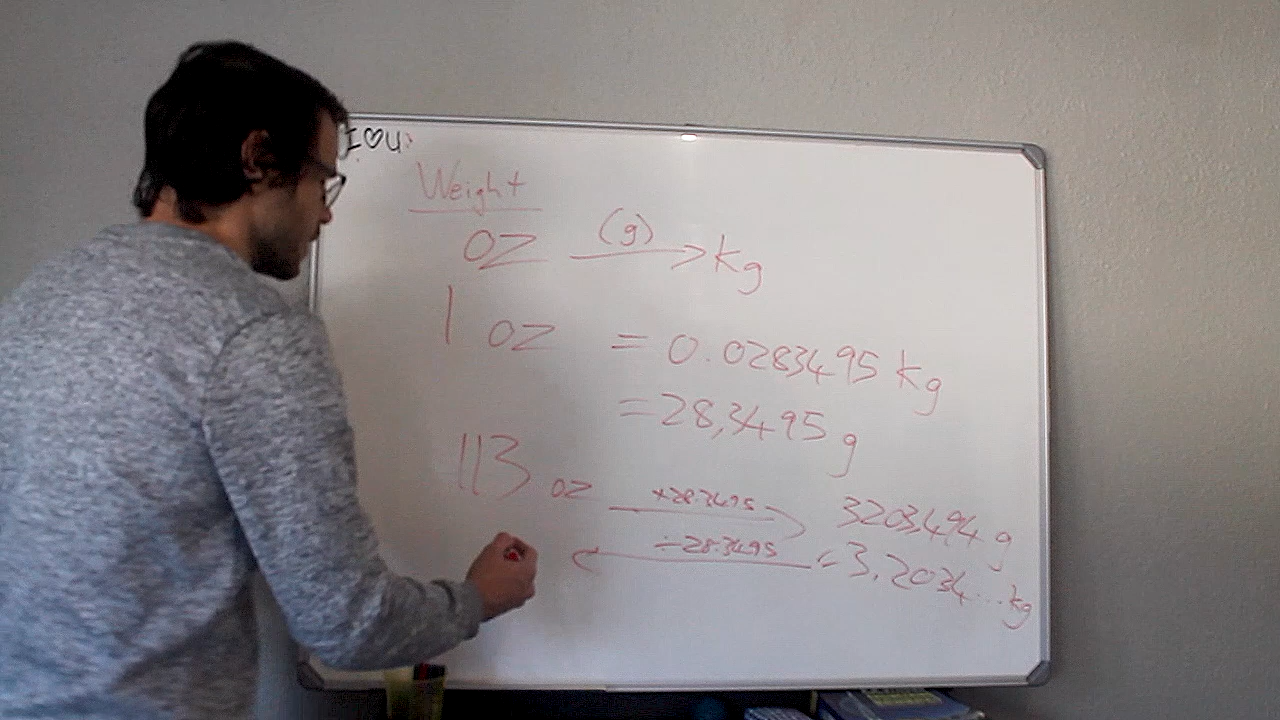 I♡U
Weight
oz (g) → kg
1 oz = 0.0283495 kg
= 28,3495 g
113 oz ×28.3495 → 3203.494 g
← ÷28.3495 = 3.2034... kg